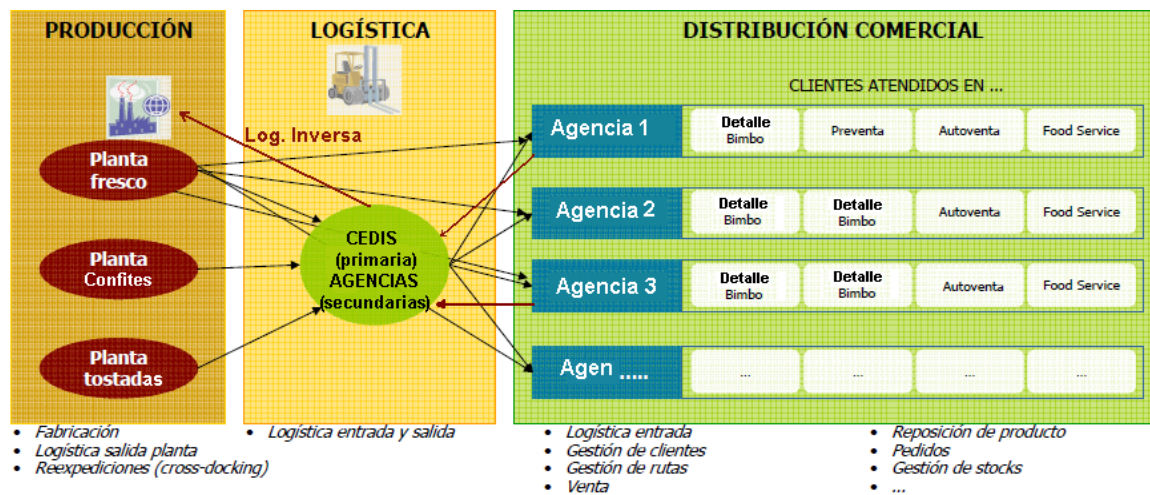 PRODUCCIÓN
LOGÍSTICA
DISTRIBUCIÓN COMERCIAL
CLIENTES ATENDIDOS EN ...
Log. Inversa
Planta
fresco
Planta
Confites
Planta
tostadas
CEDIS
(primaria)
AGENCIAS
(secundarias)
Agencia 1
Detalle
Bimbo
Preventa
Autoventa
Food Service
Agencia 2
Detalle
Bimbo
Detalle
Bimbo
Autoventa
Food Service
Agencia 3
Detalle
Bimbo
Detalle
Bimbo
Autoventa
Food Service
Agen .....
...
...
...
...
• Fabricación
• Logística salida planta
• Reexpediciones (cross-docking)
• Logística entrada y salida
• Logística entrada
• Gestión de clientes
• Gestión de rutas
• Venta
• Reposición de producto
• Pedidos
• Gestión de stocks
• ...